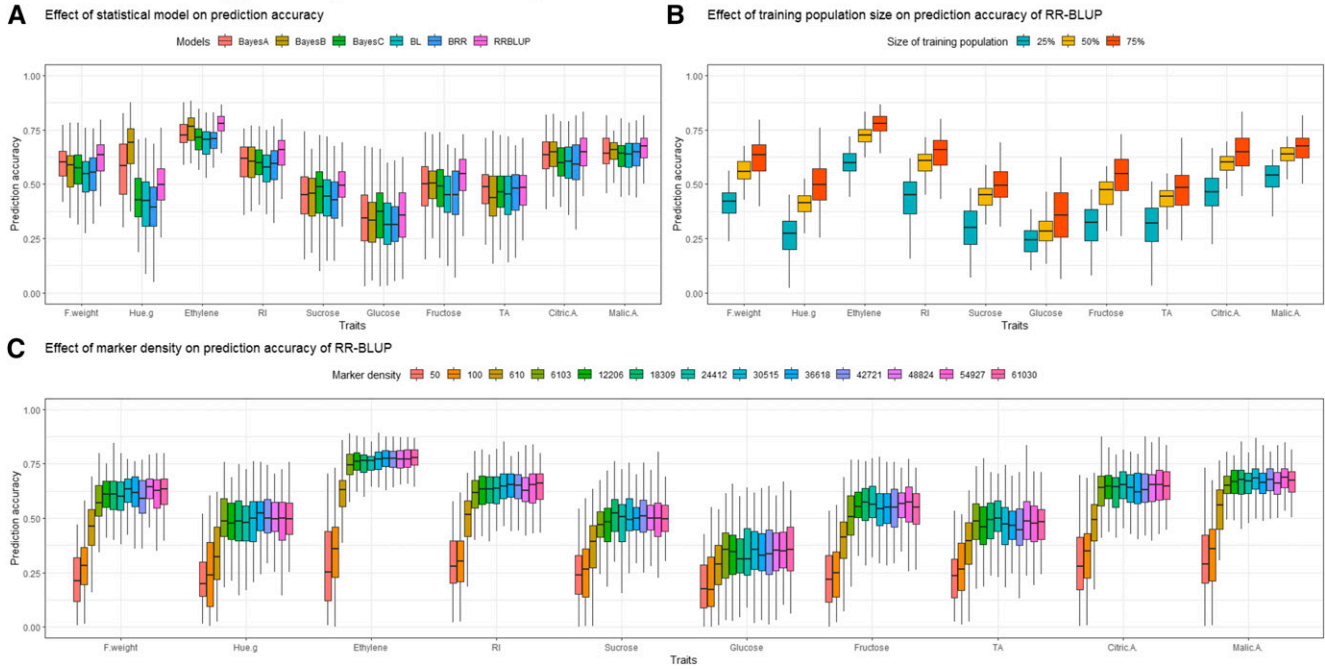 A
Effect of statistical model on prediction accuracy
Models BayesA BayesB BayesC BL BRR RRBLUP
Prediction accuracy
1.00
0.75
0.50
0.25
0.00
F.weight Hue.g Ethylene RI Sucrose Glucose Fructose TA Citric.A. Malic.A.
Traits
B
Effect of training population size on prediction accuracy of RR-BLUP
Size of training population 25% 50% 75%
Prediction accuracy
1.00
0.75
0.50
0.25
0.00
F.weight Hue.g Ethylene RI Sucrose Glucose Fructose TA Citric.A. Malic.A.
Traits
C
Effect of marker density on prediction accuracy of RR-BLUP
Marker density 50 100 610 6103 12206 18309 24412 30515 36618 42721 48824 54927 61030
Prediction accuracy
1.00
0.75
0.50
0.25
0.00
F.weight Hue.g Ethylene RI Sucrose Glucose Fructose TA Citric.A. Malic.A.
Traits